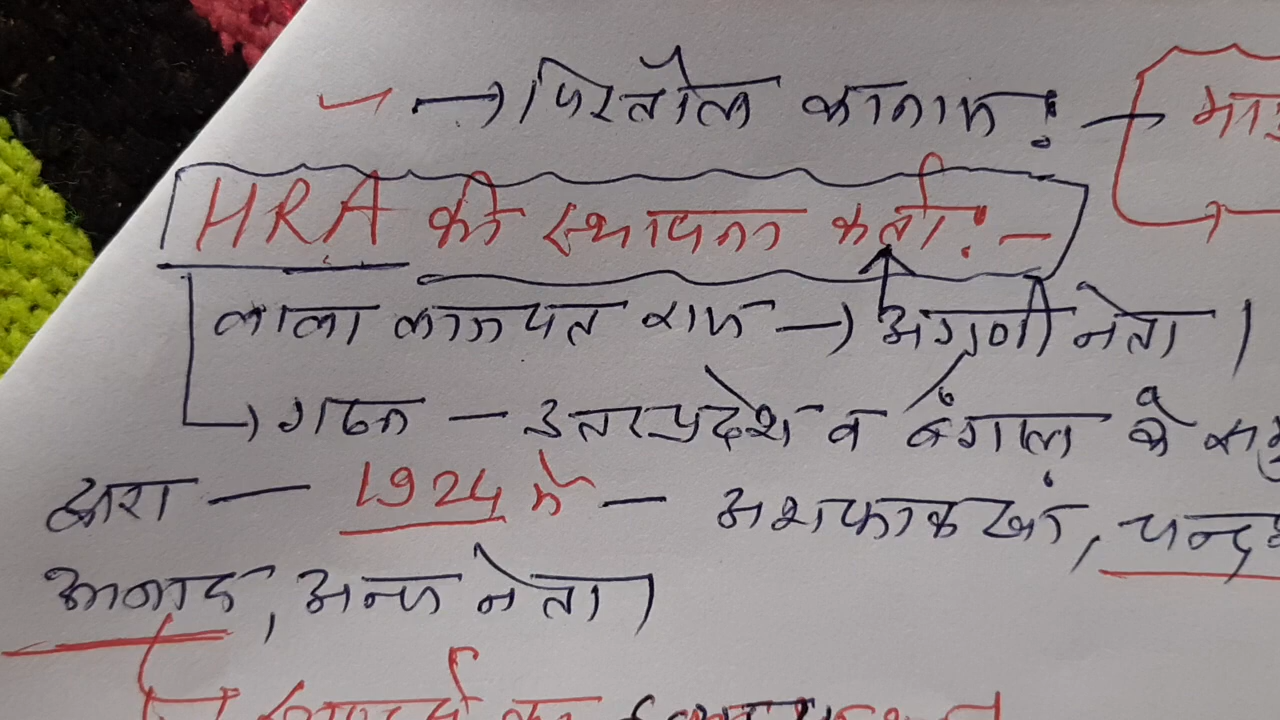 → पिस्तौल का नाम :
HRA की स्थापना कर्ता :-
लाला लाजपत राय → अग्रणी नेता ।
→ गठन - उत्तरप्रदेश व बंगाल के
द्वारा - 1924 में - अशफाक खां, चन्द्र
आजाद, अन्य नेता ।